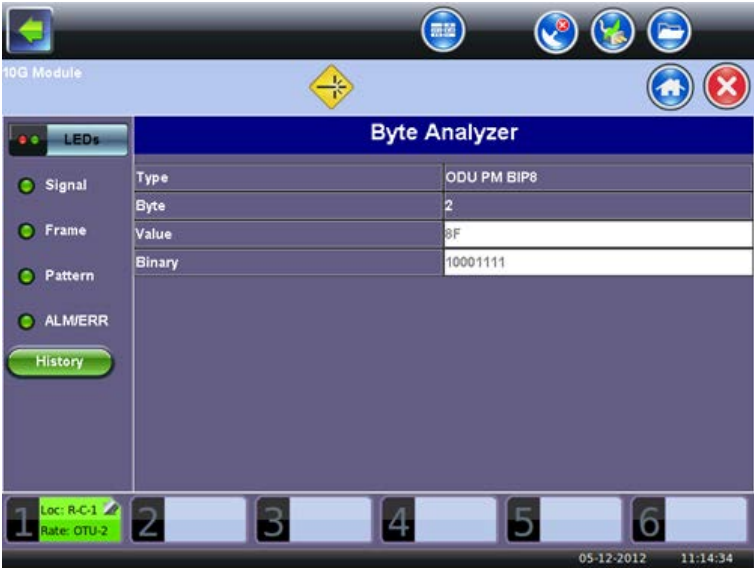 10G Module
LEDs
Byte Analyzer
Signal
Frame
Pattern
ALM/ERR
History
Type ODU PM BIP8
Byte 2
Value 8F
Binary 10001111
1 Loc: R-C-1
Rate: OTU-2
2 3 4 5 6
05-12-2012 11:14:34